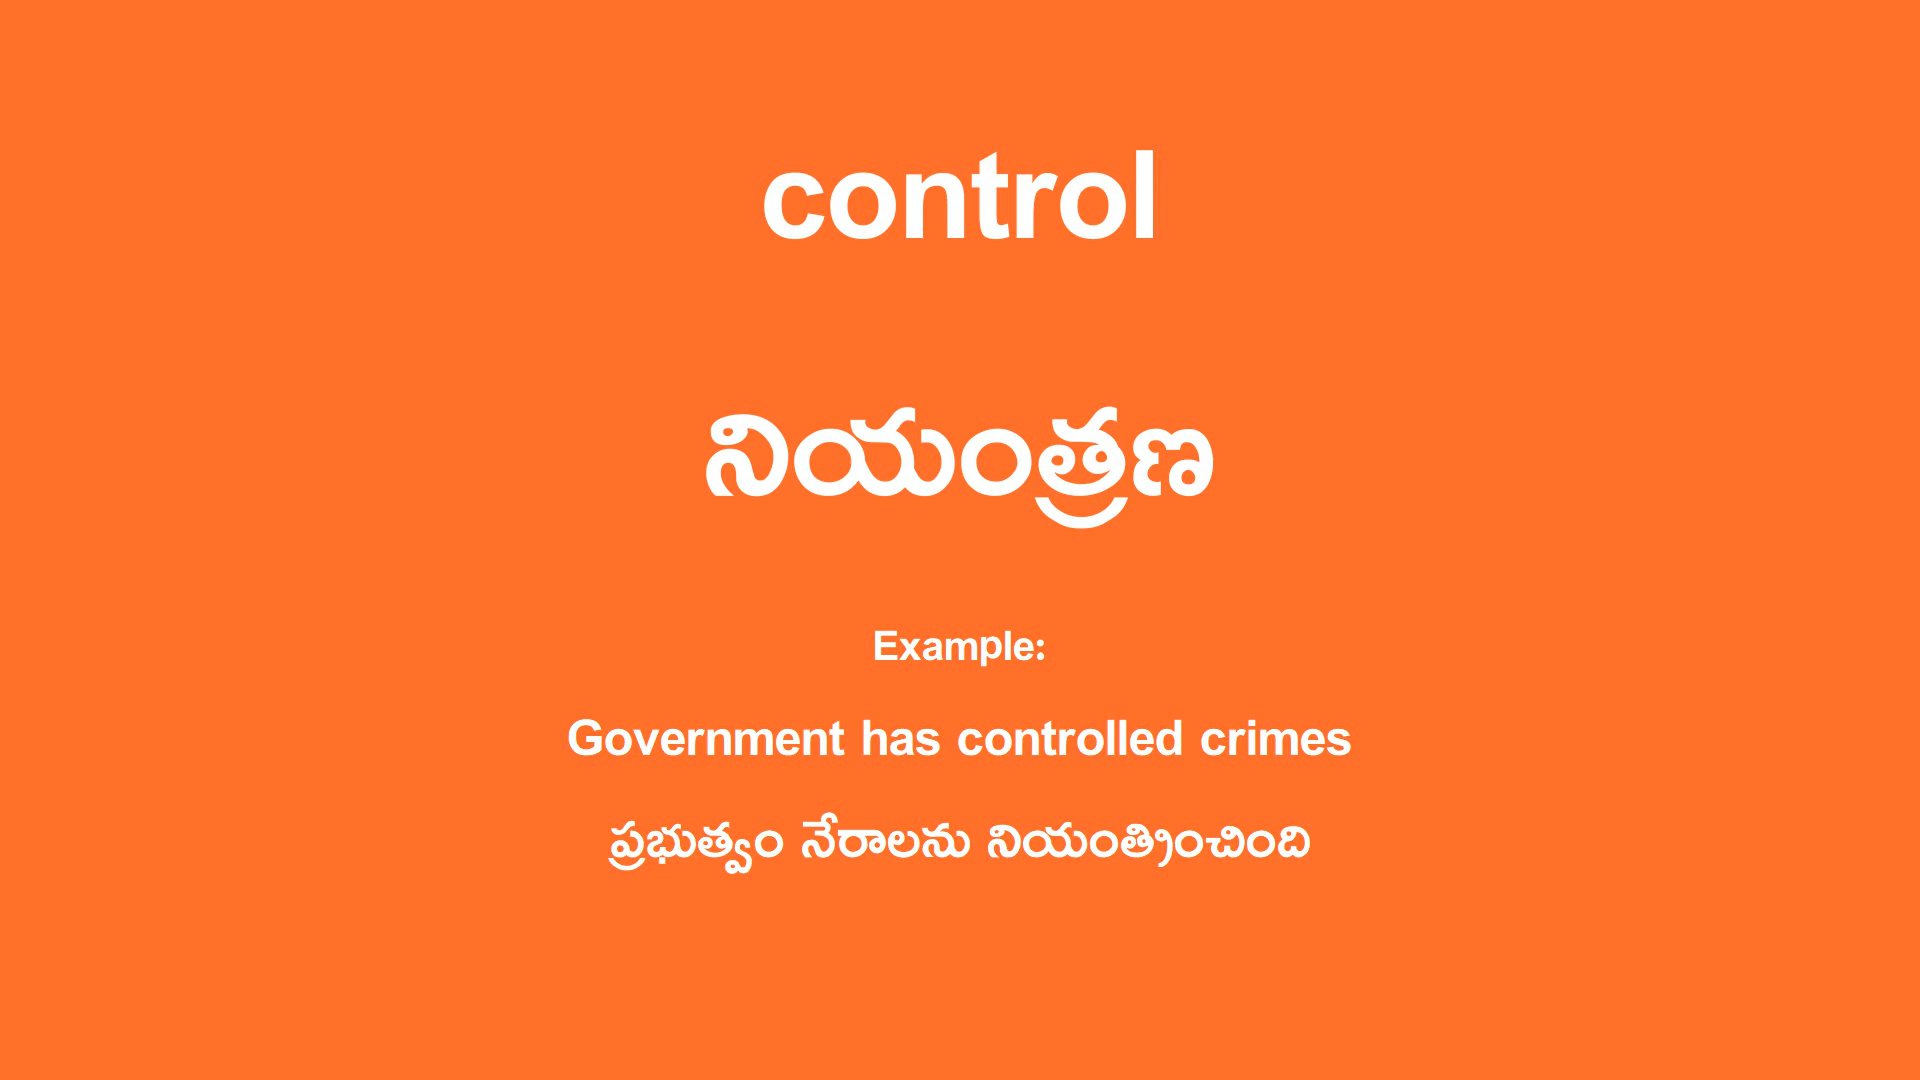 control
నియంత్రణ
Example:
Government has controlled crimes
ప్రభుత్వం నేరాలను నియంత్రించింది